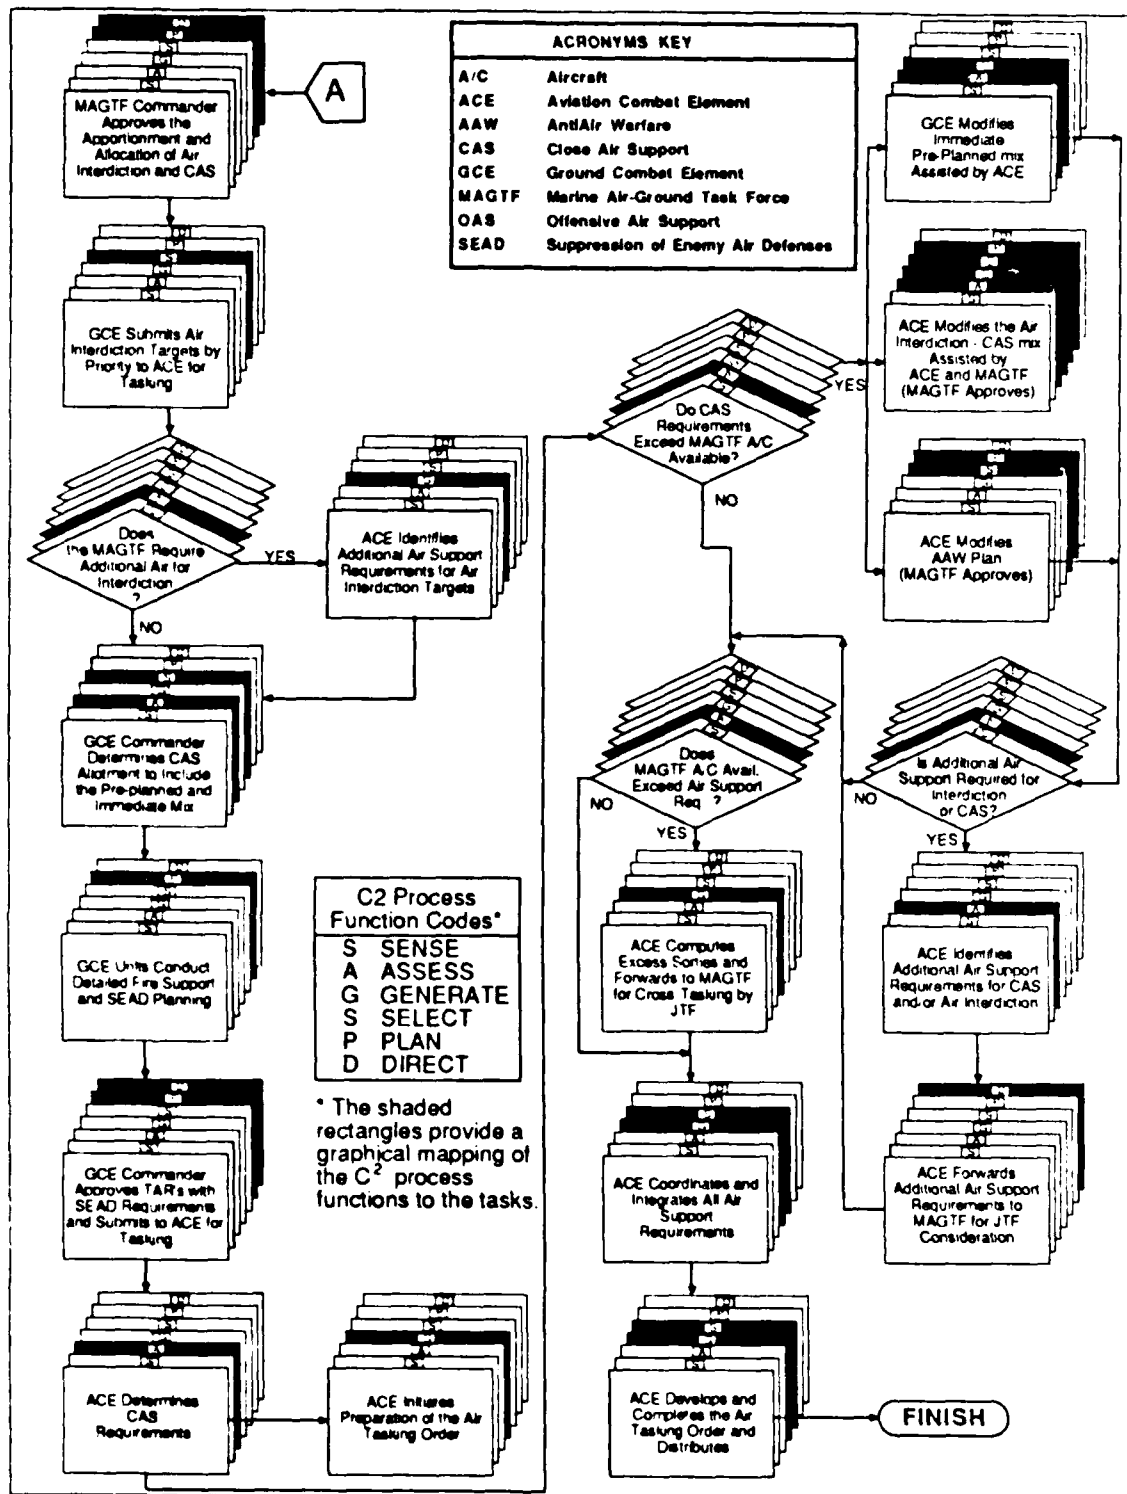 A
MAGTF Commander
Approves the
Apportionment and
Allocation of Air
Interdiction and CAS
GCE Submits Air
Interdiction Targets by
Priority to ACE for
Tasking
Does
the MAGTF Require
Additional Air for
Interdiction
?
YES
NO
ACE Identifies
Additional Air Support
Requirements for Air
Interdiction Targets
GCE Commander
Determines CAS
Allotment to Include
the Pre-planned and
Immediate Mix
GCE Units Conduct
Detailed Fire Support
and SEAD Planning
GCE Commander
Approves TAR's with
SEAD Requirements
and Submits to ACE for
Tasking
ACE Determines
CAS
Requirements
ACE Initiates
Preparation of the Air
Tasking Order
ACRONYMS KEY
A/C Aircraft
ACE Aviation Combat Element
AAW AntiAir Warfare
CAS Close Air Support
GCE Ground Combat Element
MAGTF Marine Air-Ground Task Force
OAS Offensive Air Support
SEAD Suppression of Enemy Air Defenses
C2 Process
Function Codes*
S SENSE
A ASSESS
G GENERATE
S SELECT
P PLAN
D DIRECT
* The shaded
rectangles provide a
graphical mapping of
the C2 process
functions to the tasks.
Do CAS
Requirements
Exceed MAGTF A/C
Available?
YES
NO
GCE Modifies
Immediate
Pre-Planned mix
Assisted by ACE
ACE Modifies the Air
Interdiction - CAS mix
Assisted by
ACE and MAGTF
(MAGTF Approves)
ACE Modifies
AAW Plan
(MAGTF Approves)
Does
MAGTF A/C Avail.
Exceed Air Support
Req. ?
NO
YES
Is Additional Air
Support Required for
Interdiction
or CAS?
NO
YES
ACE Computes
Excess Sorties and
Forwards to MAGTF
for Cross Tasking by
JTF
ACE Identifies
Additional Air Support
Requirements for CAS
and/or Air Interdiction
ACE Coordinates and
Integrates All Air
Support
Requirements
ACE Forwards
Additional Air Support
Requirements to
MAGTF for JTF
Consideration
ACE Develops and
Completes the Air
Tasking Order and
Distributes
FINISH